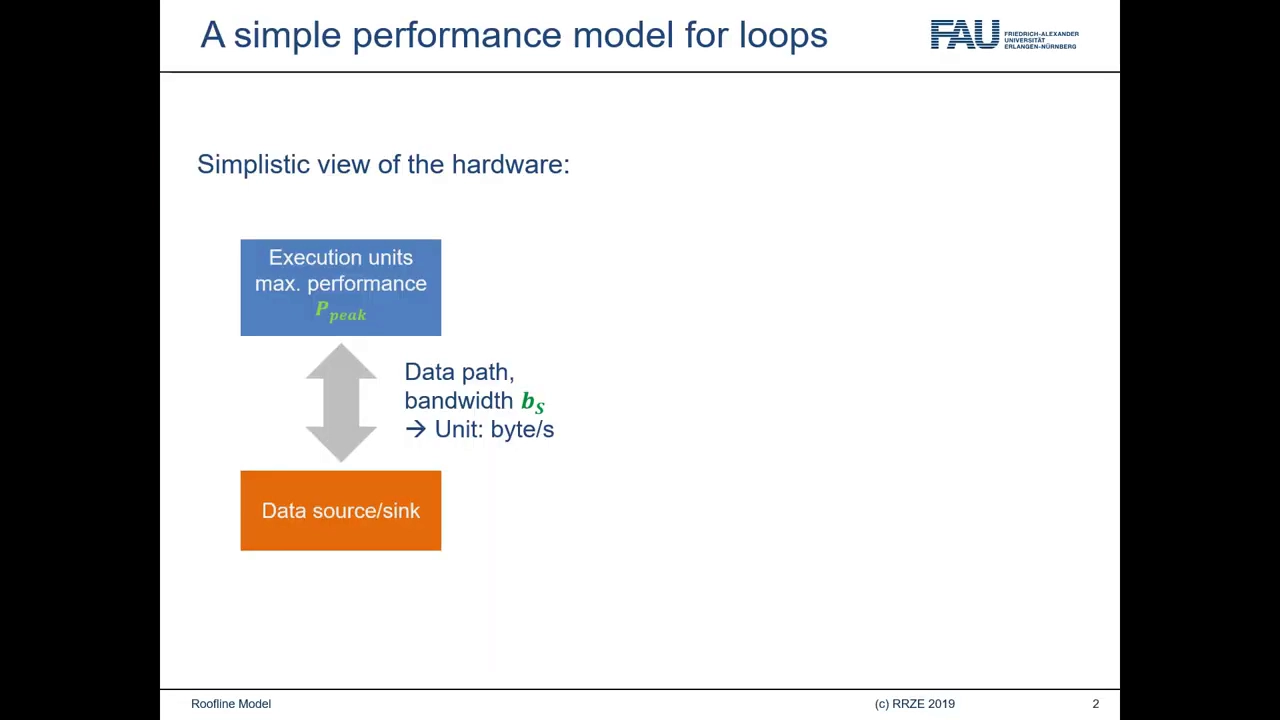 A simple performance model for loops
FAU
FRIEDRICH-ALEXANDER
UNIVERSITÄT
ERLANGEN-NÜRNBERG
Simplistic view of the hardware:
Execution units
max. performance
P_peak
Data path,
bandwidth b_S
→ Unit: byte/s
Data source/sink
Roofline Model
(c) RRZE 2019
2